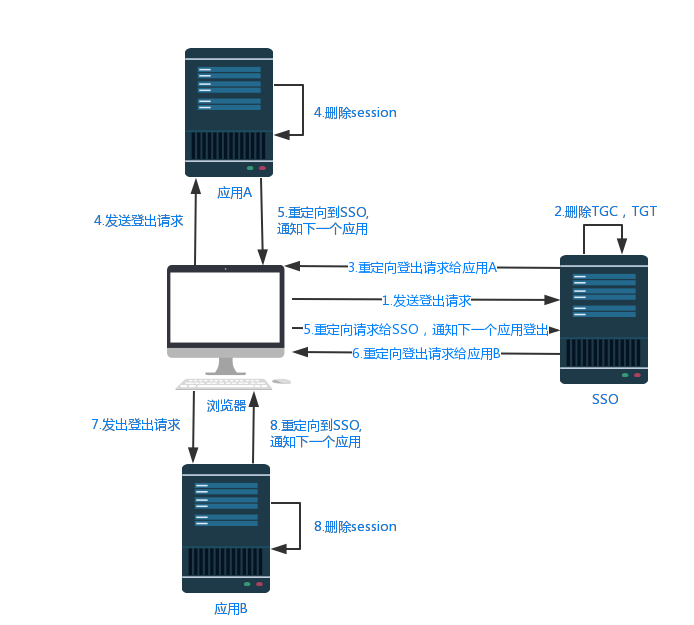 4.删除session
应用A
4.发送登出请求
5.重定向到SSO,
通知下一个应用
2.删除TGC，TGT
3.重定向登出请求给应用A
1.发送登出请求
5.重定向请求给SSO，通知下一个应用登出
6.重定向登出请求给应用B
SSO
浏览器
7.发出登出请求
8.重定向到SSO,
通知下一个应用
8.删除session
应用B